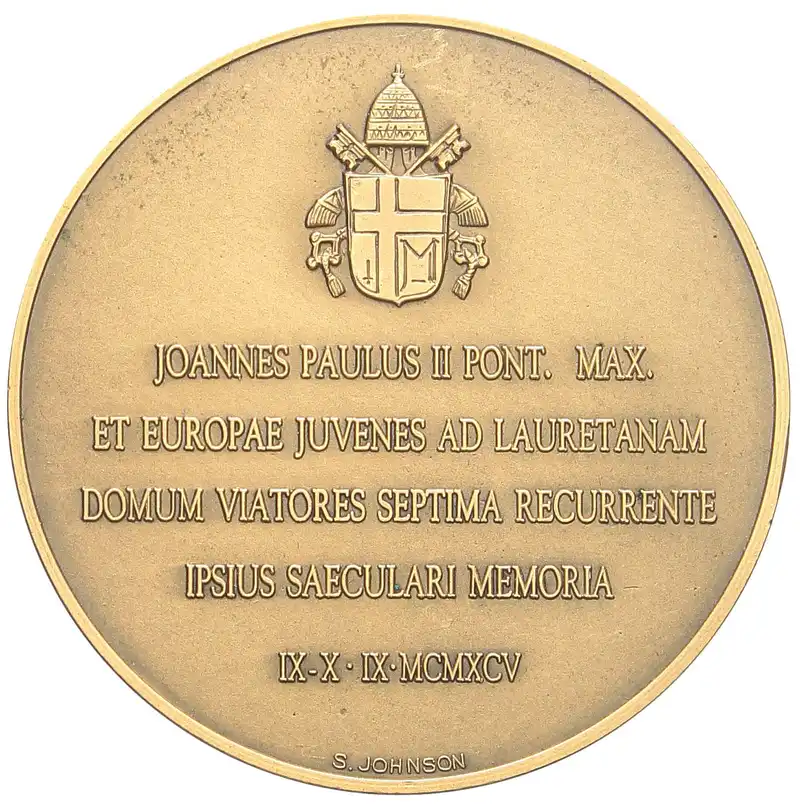 JOANNES PAULUS II PONT. MAX.
ET EUROPAE JUVENES AD LAURETANAM
DOMUM VIATORES SEPTIMA RECURRENTE
IPSIUS SAECULARI MEMORIA
IX-X·IX·MCMXCV
S. JOHNSON